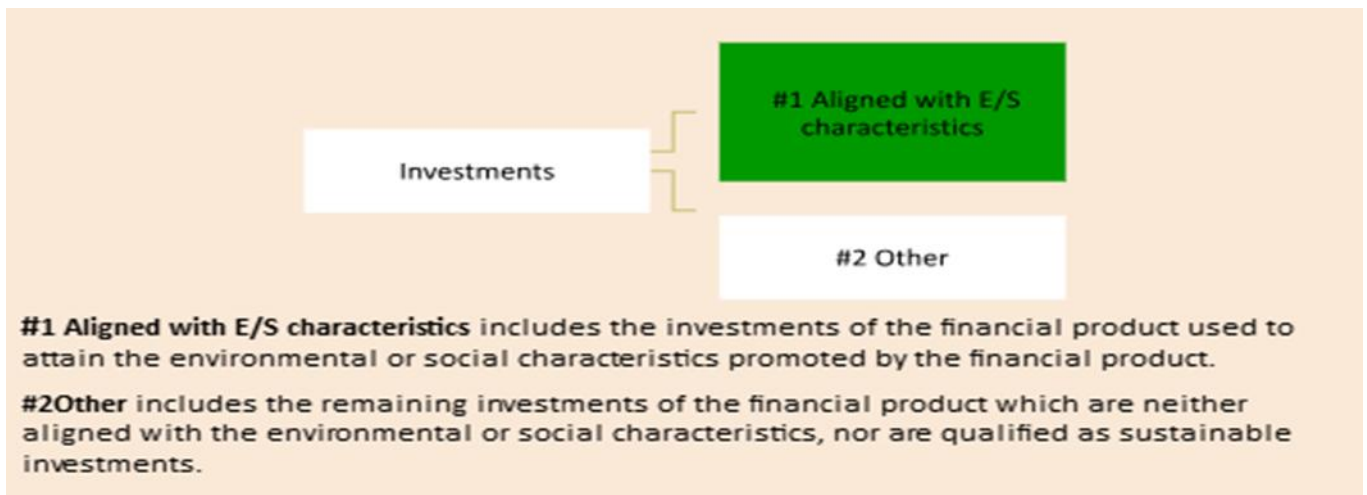 #1 Aligned with E/S
characteristics
Investments
#2 Other
#1 Aligned with E/S characteristics includes the investments of the financial product used to
attain the environmental or social characteristics promoted by the financial product.
#2Other includes the remaining investments of the financial product which are neither
aligned with the environmental or social characteristics, nor are qualified as sustainable
investments.